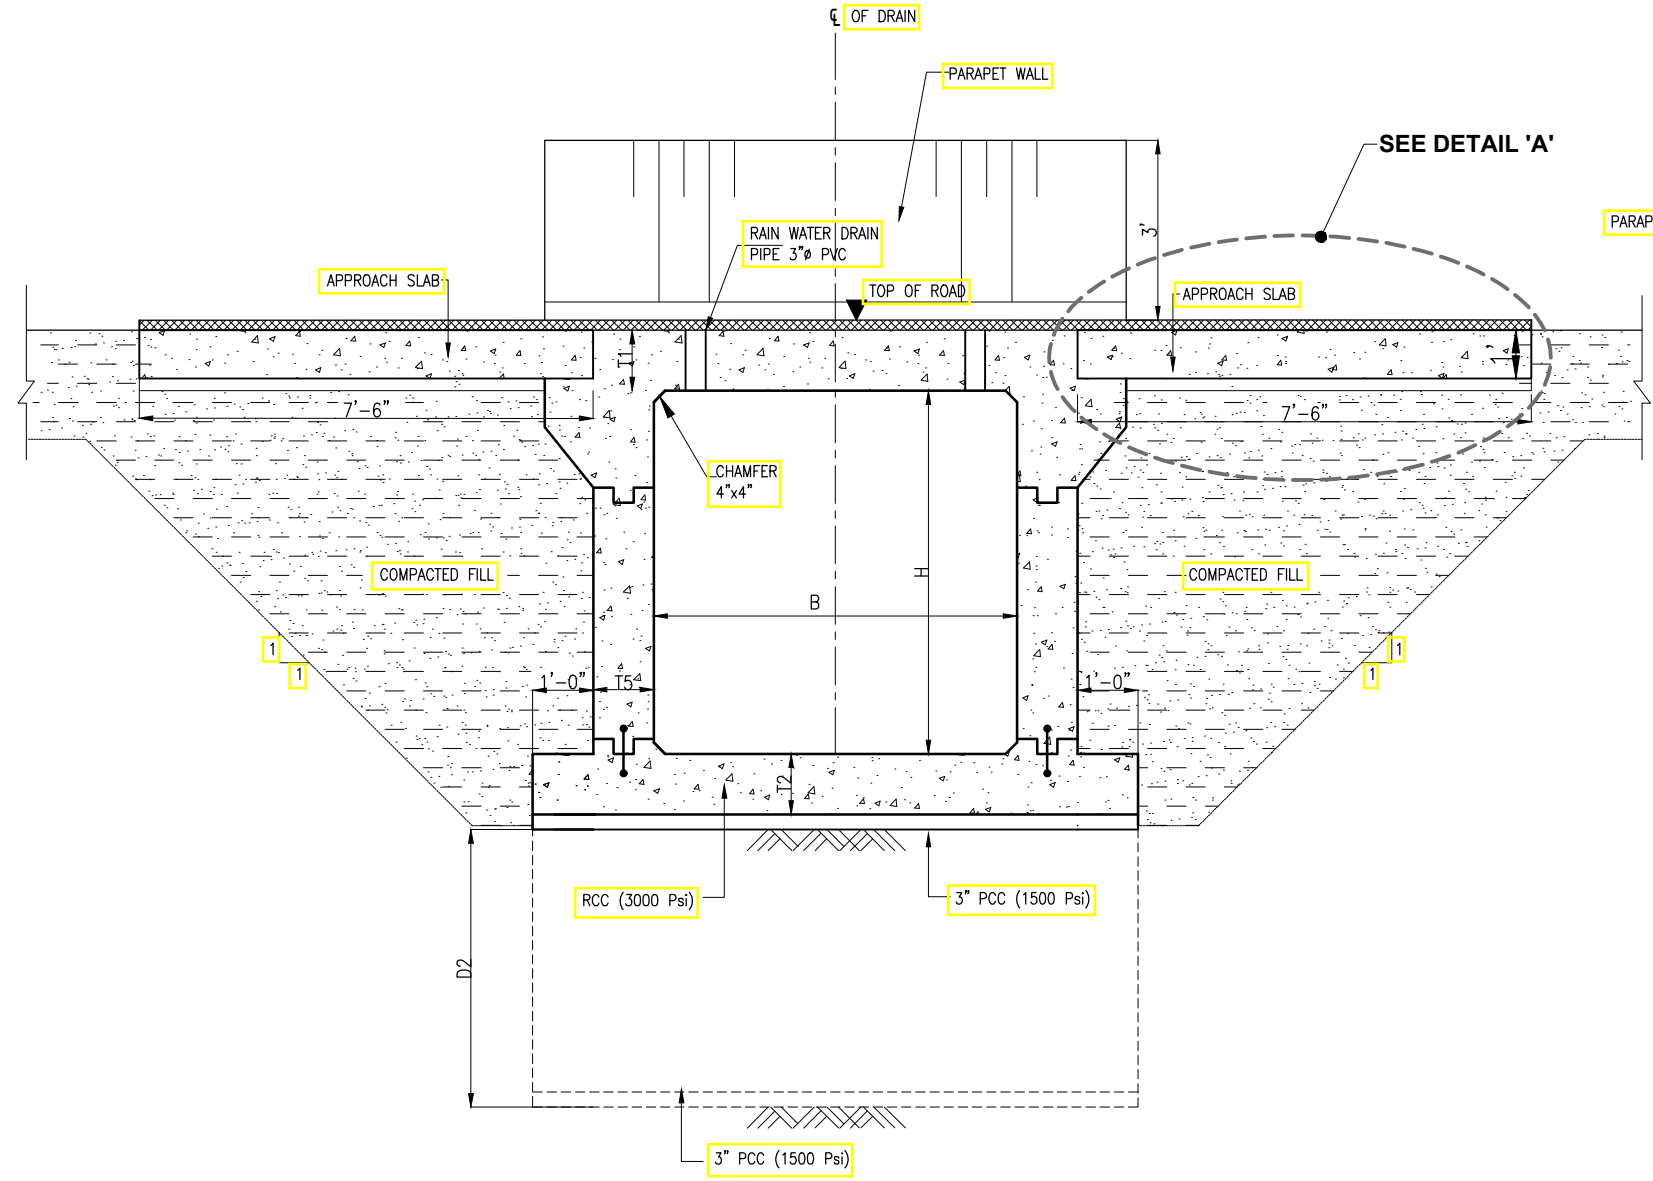 ℄ OF DRAIN
PARAPET WALL
SEE DETAIL 'A'
PARAP
3'
RAIN WATER DRAIN
PIPE 3"ø PVC
APPROACH SLAB
TOP OF ROAD
APPROACH SLAB
T1
1'
7'-6"
7'-6"
CHAMFER
4"x4"
COMPACTED FILL
H
COMPACTED FILL
B
1
1
1
1
1'-0"
T5
1'-0"
T2
RCC (3000 Psi)
3" PCC (1500 Psi)
D2
3" PCC (1500 Psi)